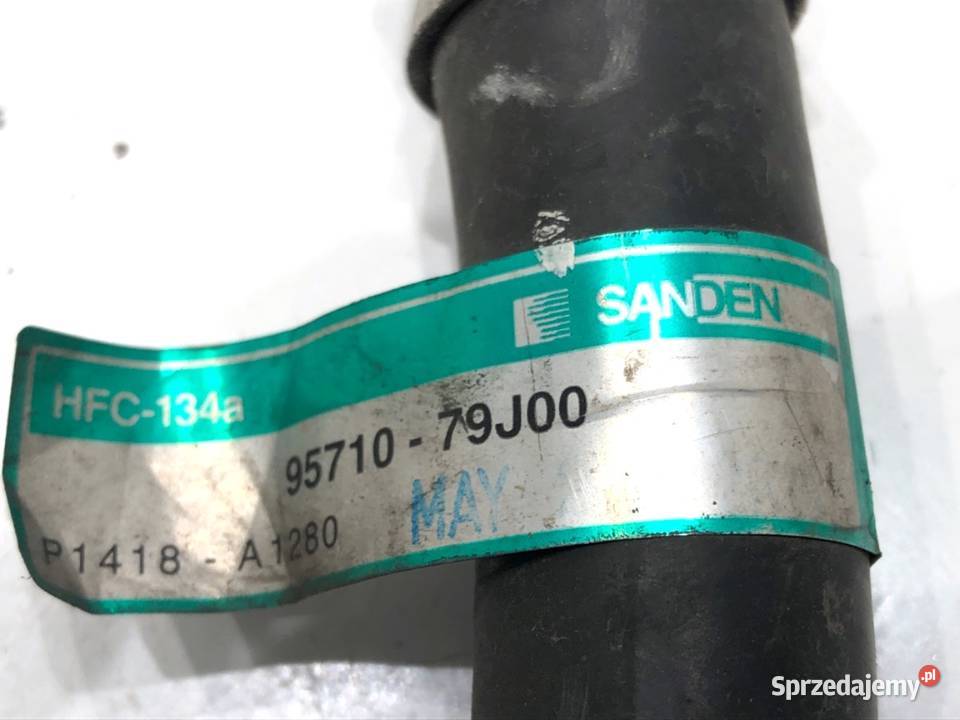 SANDEN
HFC-134a
95710 - 79J00
P1418 - A1280
MAY
Sprzedajemy.pl